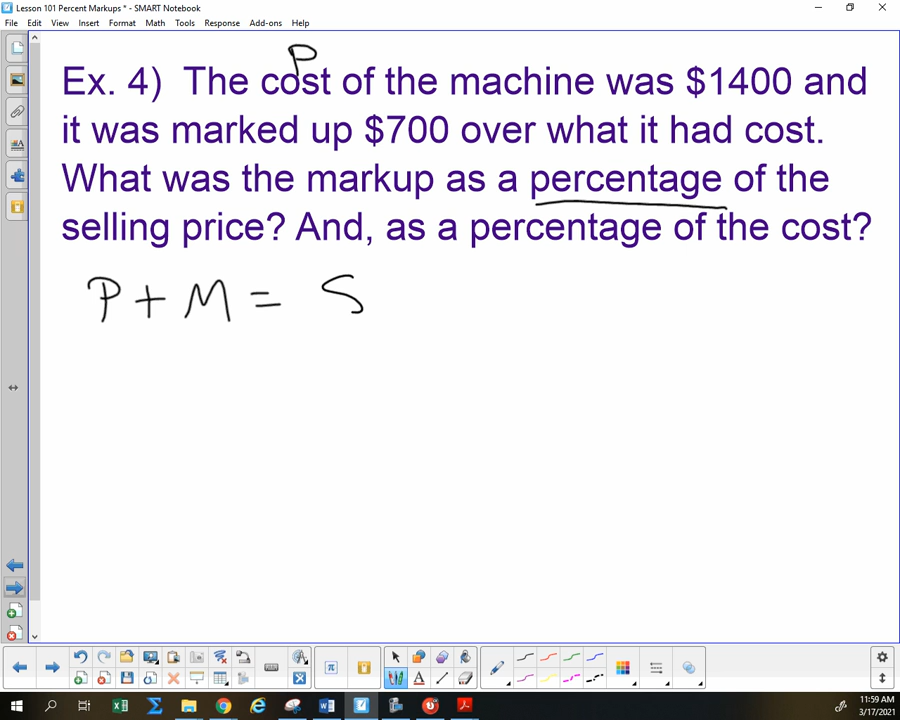 Lesson 101 Percent Markups * - SMART Notebook
File Edit View Insert Format Math Tools Response Add-ons Help
P
Ex. 4) The cost of the machine was $1400 and
it was marked up $700 over what it had cost.
What was the markup as a percentage of the
selling price? And, as a percentage of the cost?
P + M = S
11:59 AM
3/17/2021